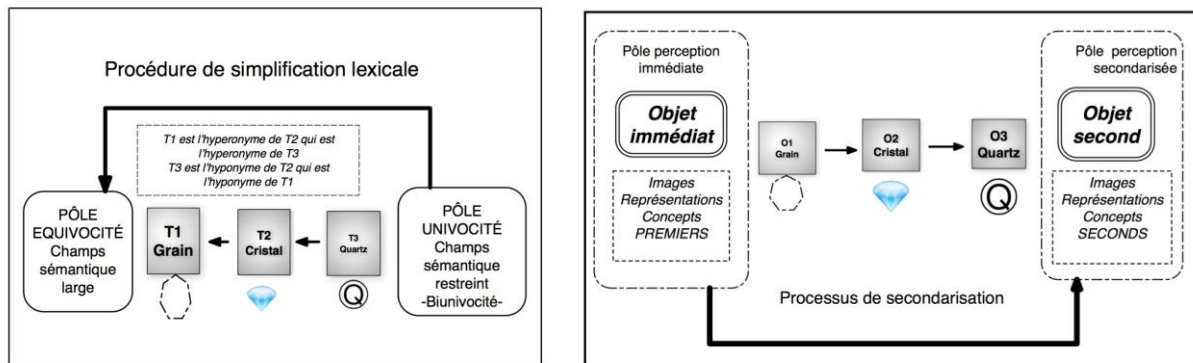 Procédure de simplification lexicale
T1 est l'hyperonyme de T2 qui est
l'hyperonyme de T3
T3 est l'hyponyme de T2 qui est
l'hyponyme de T1
PÔLE
EQUIVOCITÉ
Champs
sémantique
large
T1
Grain
T2
Cristal
T3
Quartz
Q
PÔLE
UNIVOCITÉ
Champs
sémantique
restreint
-Biunivocité-
Pôle perception
immédiate
Objet
immédiat
Images
Représentations
Concepts
PREMIERS
O1
Grain
O2
Cristal
O3
Quartz
Q
Pôle perception
secondarisée
Objet
second
Images
Représentations
Concepts
SECONDS
Processus de secondarisation